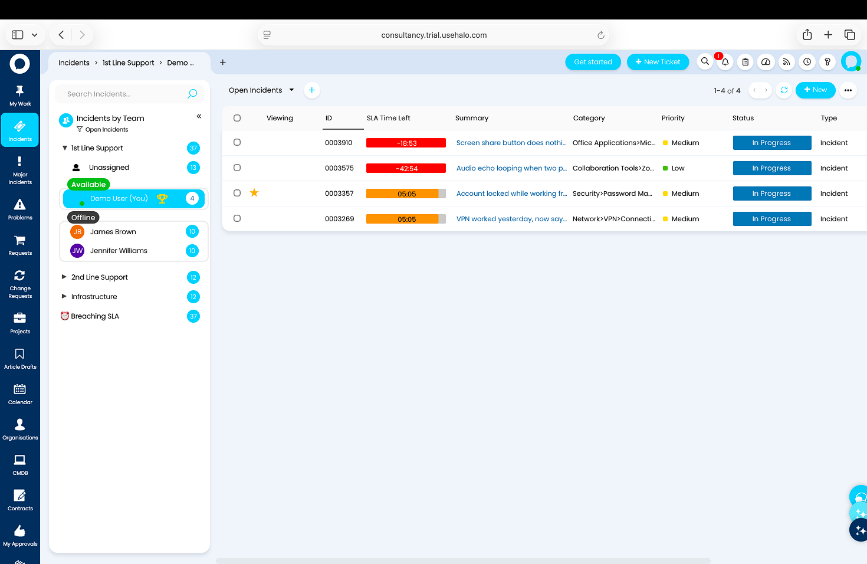 consultancy.trial.usehalo.com
Incidents > 1st Line Support > Demo ...
Get started
+ New Ticket
1
My Work
Incidents
Major Incidents
Problems
Requests
Change Requests
Projects
Article Drafts
Calendar
Organisations
CMDB
Contracts
My Approvals
Search Incidents...
Incidents by Team
Open Incidents
1st Line Support 37
Unassigned 13
Available
Demo User (You) 4
Offline
JB James Brown 10
JW Jennifer Williams 10
2nd Line Support 12
Infrastructure 12
Breaching SLA 37
Open Incidents
1-4 of 4
+ New
Viewing ID SLA Time Left Summary Category Priority Status Type
0003910 -18:53 Screen share button does nothi... Office Applications>Mic... Medium In Progress Incident
0003575 -42:54 Audio echo looping when two p... Collaboration Tools>Zo... Low In Progress Incident
0003357 05:05 Account locked while working fr... Security>Password Ma... Medium In Progress Incident
0003269 05:05 VPN worked yesterday, now say... Network>VPN>Connecti... Medium In Progress Incident